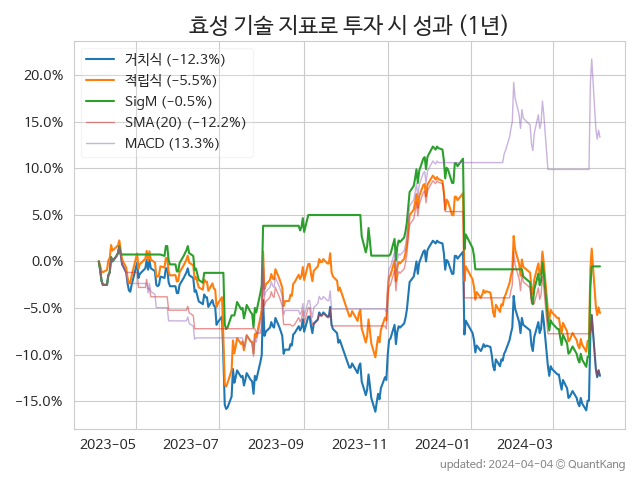 효성 기술 지표로 투자 시 성과 (1년)
거치식 (−12.3%)
적립식 (−5.5%)
SigM (−0.5%)
SMA(20) (−12.2%)
MACD (13.3%)
20.0%
15.0%
10.0%
5.0%
0.0%
−5.0%
−10.0%
−15.0%
2023-05 2023-07 2023-09 2023-11 2024-01 2024-03
updated: 2024-04-04 ⓒ QuantKang